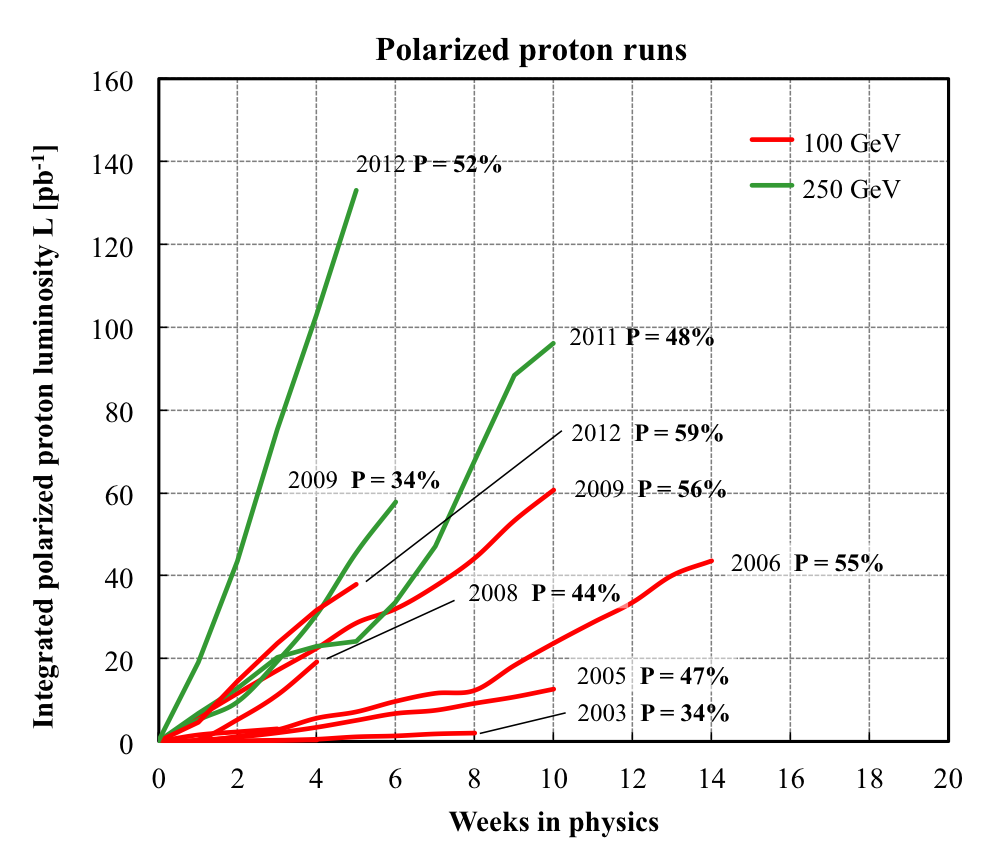 Polarized proton runs
Integrated polarized proton luminosity L [pb⁻¹]
160
140
120
100
80
60
40
20
0
100 GeV
250 GeV
2012 P = 52%
2011 P = 48%
2012 P = 59%
2009 P = 34%
2009 P = 56%
2006 P = 55%
2008 P = 44%
2005 P = 47%
2003 P = 34%
0 2 4 6 8 10 12 14 16 18 20
Weeks in physics